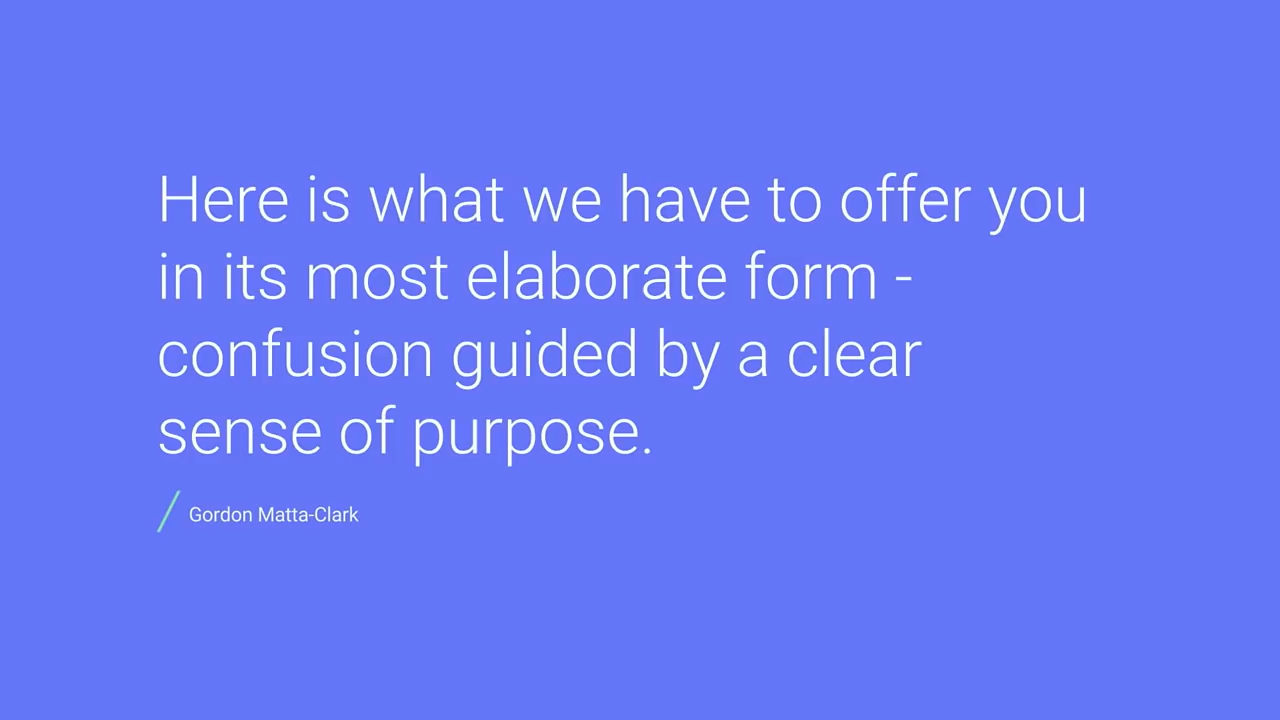 Here is what we have to offer you
in its most elaborate form -
confusion guided by a clear
sense of purpose.
Gordon Matta-Clark